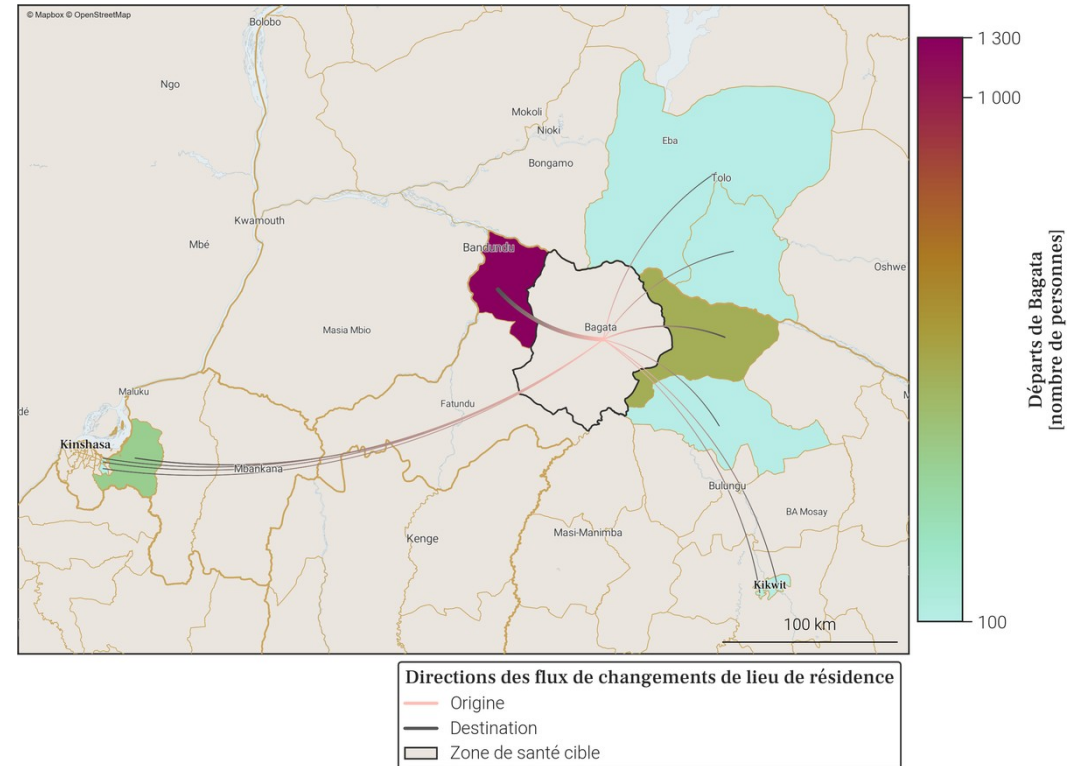 © Mapbox © OpenStreetMap
Bolobo
Ngo
Mokoli
Nioki
Eba
Bongamo
Tolo
Kwamouth
Mbé
Bandundu
Oshwe
Masia Mbio
Bagata
Maluku
Fatundu
dé
Kinshasa
Mbankana
Bulungu
BA Mosay
Kenge
Masi-Manimba
Kikwit
100 km
1 300
1 000
100
Départs de Bagata
[nombre de personnes]
Directions des flux de changements de lieu de résidence
Origine
Destination
Zone de santé cible